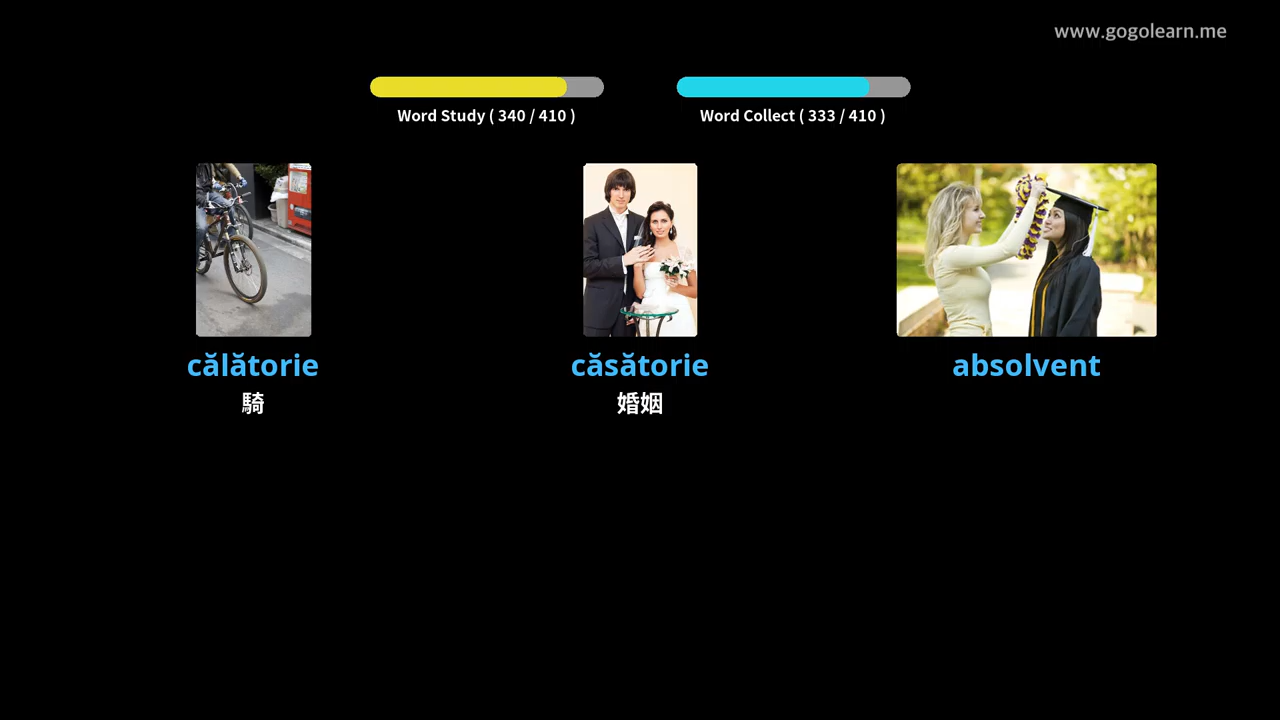 www.gogolearn.me
Word Study ( 340 / 410 )
Word Collect ( 333 / 410 )
călătorie
căsătorie
absolvent
騎
婚姻